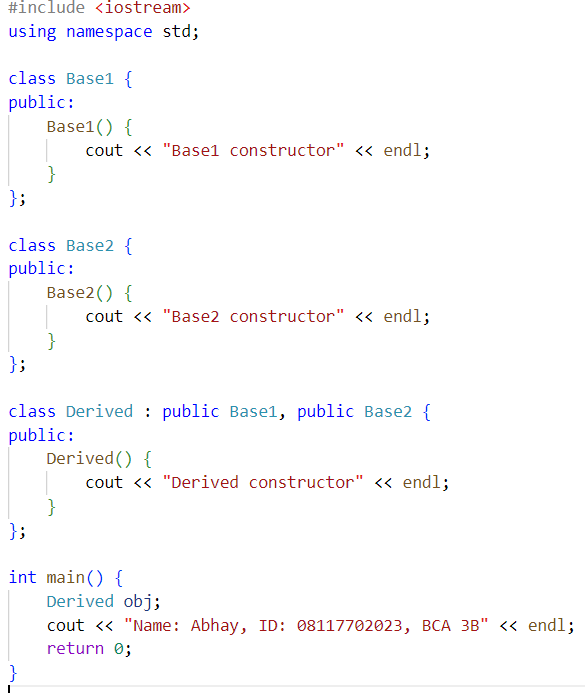 #include <iostream>
using namespace std;

class Base1 {
public:
    Base1() {
        cout << "Base1 constructor" << endl;
    }
};

class Base2 {
public:
    Base2() {
        cout << "Base2 constructor" << endl;
    }
};

class Derived : public Base1, public Base2 {
public:
    Derived() {
        cout << "Derived constructor" << endl;
    }
};

int main() {
    Derived obj;
    cout << "Name: Abhay, ID: 08117702023, BCA 3B" << endl;
    return 0;
}